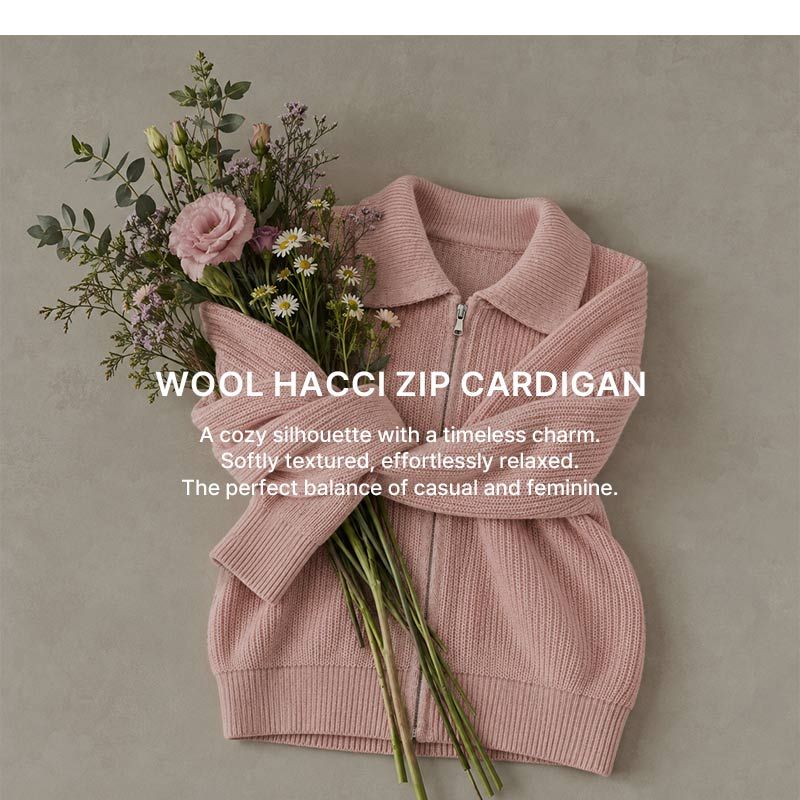 WOOL HACCI ZIP CARDIGAN
A cozy silhouette with a timeless charm.
Softly textured, effortlessly relaxed.
The perfect balance of casual and feminine.